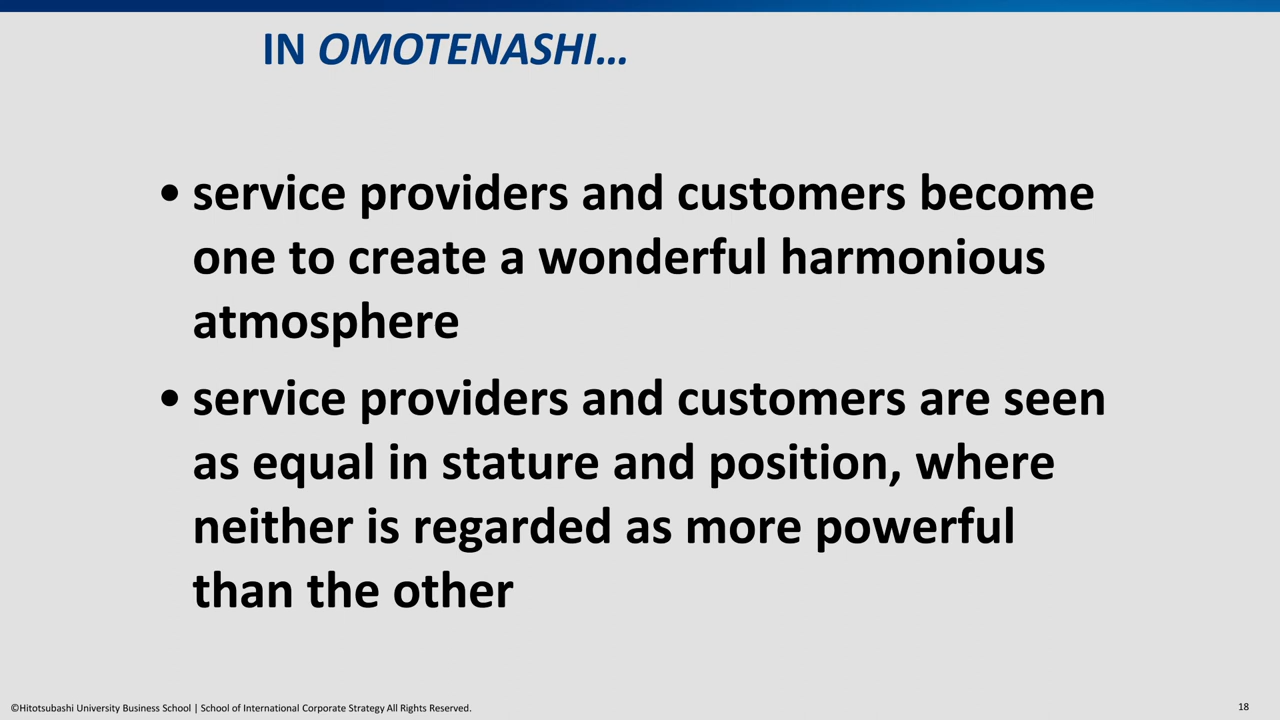 IN OMOTENASHI…
• service providers and customers become
one to create a wonderful harmonious
atmosphere
• service providers and customers are seen
as equal in stature and position, where
neither is regarded as more powerful
than the other
©Hitotsubashi University Business School | School of International Corporate Strategy All Rights Reserved.
18